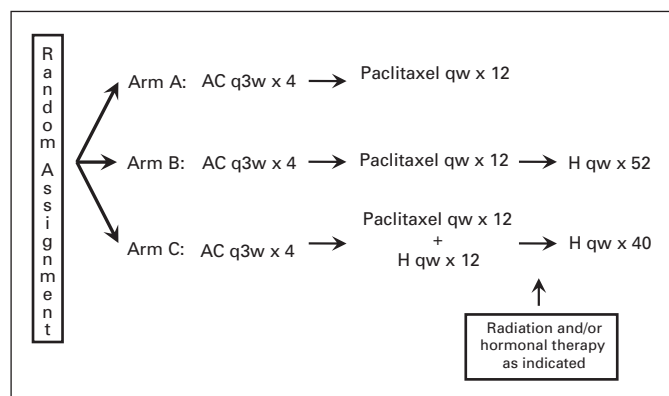 Random Assignment
Arm A: AC q3w x 4 Paclitaxel qw x 12
Arm B: AC q3w x 4 Paclitaxel qw x 12 H qw x 52
Arm C: AC q3w x 4 Paclitaxel qw x 12
+
H qw x 12 H qw x 40
Radiation and/or
hormonal therapy
as indicated